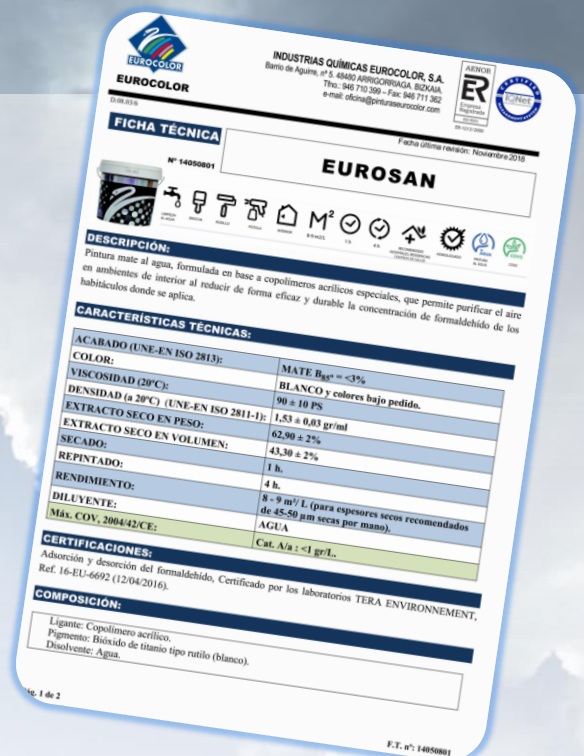 EUROCOLOR
EUROCOLOR
INDUSTRIAS QUÍMICAS EUROCOLOR, S.A.
Barrio de Aguirre, nº 5. 48480 ARRIGORRIAGA. BIZKAIA.
Tlno.: 946 710 399 – Fax: 946 711 362
e-mail: oficina@pinturaseurocolor.com
AENOR
ER
Empresa
Registrada
IQNet
D.08.03/6
Fecha última revisión: Noviembre 2018
FICHA TÉCNICA
Nº 14050801
EUROSAN
M²
DESCRIPCIÓN:
Pintura mate al agua, formulada en base a copolímeros acrílicos especiales, que permite purificar el aire
en ambientes de interior al reducir de forma eficaz y durable la concentración de formaldehído de los
habitáculos donde se aplica.
CARACTERÍSTICAS TÉCNICAS:
ACABADO (UNE-EN ISO 2813): MATE B85º = <3%
COLOR: BLANCO y colores bajo pedido.
VISCOSIDAD (20ºC): 90 ± 10 PS
DENSIDAD (a 20ºC) (UNE-EN ISO 2811-1): 1,53 ± 0,03 gr/ml
EXTRACTO SECO EN PESO: 62,90 ± 2%
EXTRACTO SECO EN VOLUMEN: 43,30 ± 2%
SECADO: 1 h.
REPINTADO: 4 h.
RENDIMIENTO: 8 - 9 m²/ L (para espesores secos recomendados
de 45-50 µm secas por mano).
DILUYENTE: AGUA
Máx. COV, 2004/42/CE: Cat. A/a : <1 gr/L.
CERTIFICACIONES:
Adsorción y desorción del formaldehído, Certificado por los laboratorios TERA ENVIRONNEMENT,
Ref. 16-EU-6692 (12/04/2016).
COMPOSICIÓN:
Ligante: Copolímero acrílico.
Pigmento: Bióxido de titanio tipo rutilo (blanco).
Disolvente: Agua.
Pág. 1 de 2
F.T. nº: 14050801